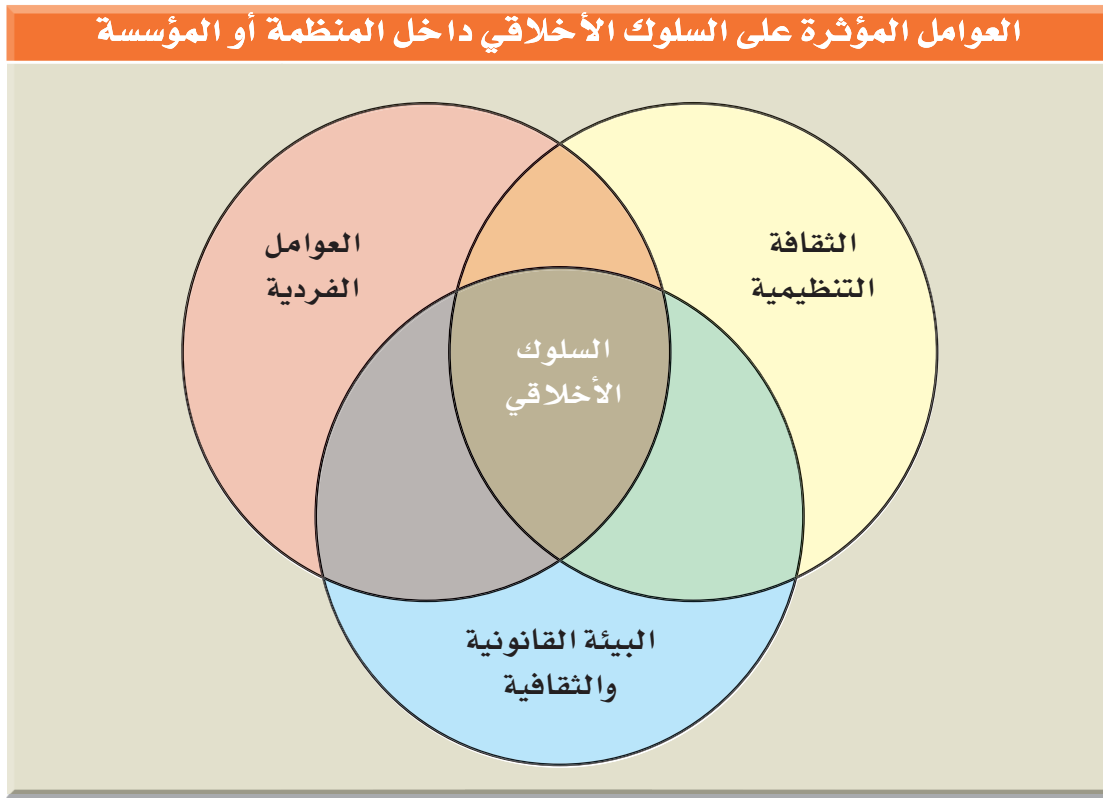 العوامل المؤثرة على السلوك الأخلاقي داخل المنظمة أو المؤسسة
الثقافة
التنظيمية
العوامل
الفردية
السلوك
الأخلاقي
البيئة القانونية
والثقافية